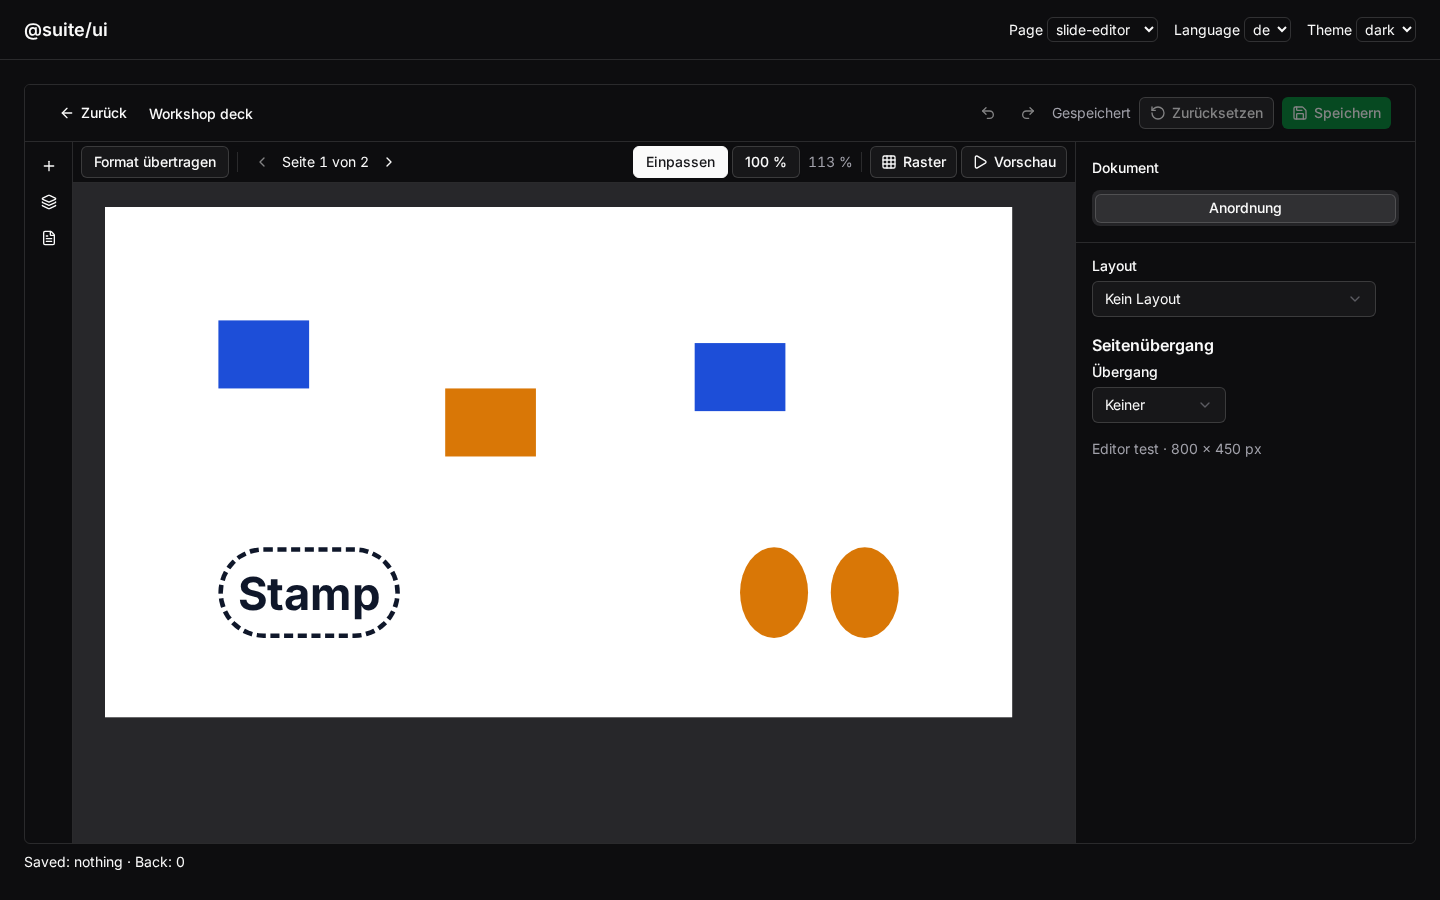 @suite/ui
Page slide-editor Language de Theme dark
Zurück Workshop deck Gespeichert Zurücksetzen Speichern
Format übertragen Seite 1 von 2 Einpassen 100 % 113 % Raster Vorschau
Dokument
Anordnung
Layout
Kein Layout
Seitenübergang
Übergang
Keiner
Editor test · 800 × 450 px
Stamp
Saved: nothing · Back: 0